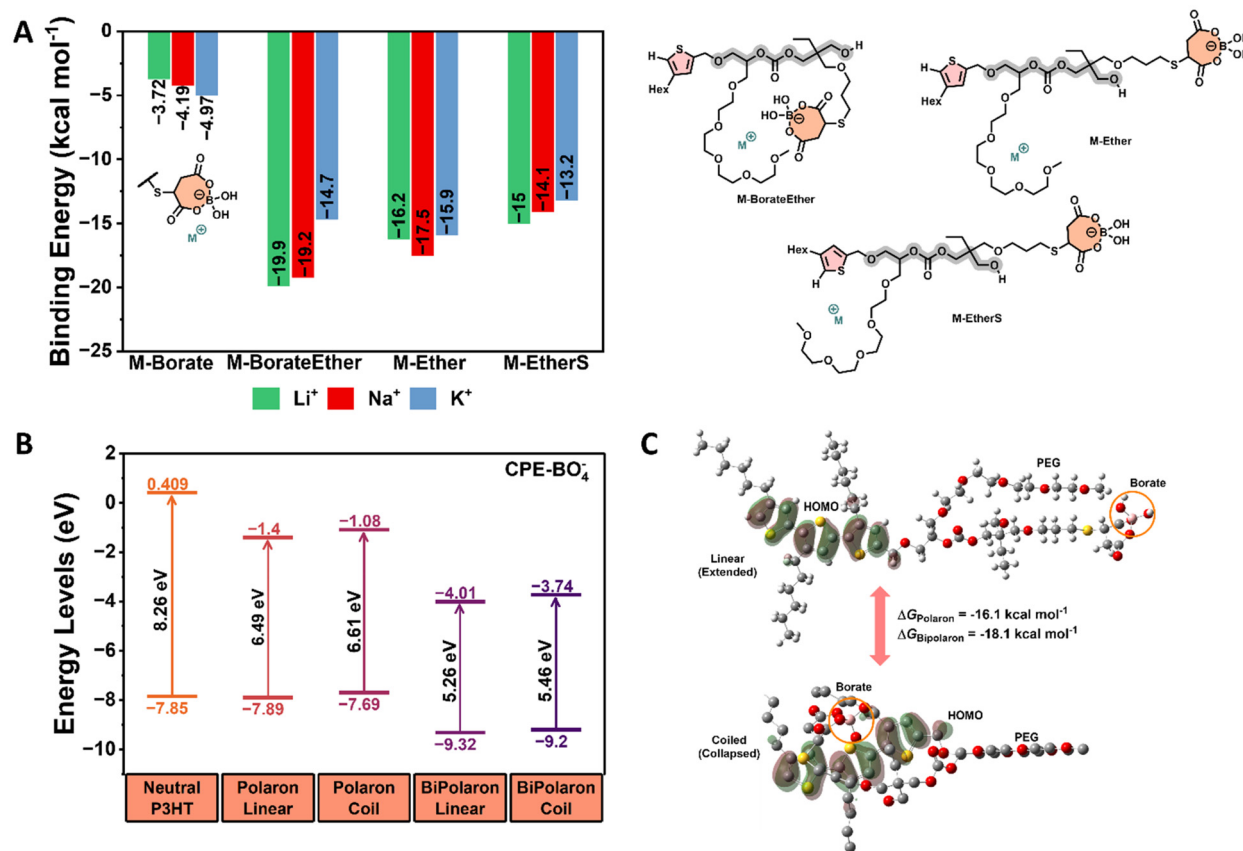 A
Binding Energy (kcal mol⁻¹)
0
−5
−10
−15
−20
−25
−3.72
−4.19
−4.97
−19.9
−19.2
−14.7
−16.2
−17.5
−15.9
−15
−14.1
−13.2
S
O
O
O
O
B
⊖
OH
OH
M⊕
M-Borate
M-BorateEther
M-Ether
M-EtherS
Li⁺
Na⁺
K⁺
H
S
Hex
O
O
O
O
O
H
O
O
O
O
O
O
O
HO
HO
B
⊖
O
O
O
O
S
M⊕
M-BorateEther
H
S
Hex
O
O
O
O
O
H
O
S
O
O
O
O
B
⊖
O
O
O
O
O
M⊕
M-Ether
Hex
S
H
O
O
O
O
O
H
O
S
O
O
O
O
B
⊖
OH
OH
O
O
O
O
O
M⊕
M-EtherS
B
Energy Levels (eV)
2
0
−2
−4
−6
−8
−10
CPE-BO₄⁻
0.409
8.26 eV
−7.85
−1.4
6.49 eV
−7.89
−1.08
6.61 eV
−7.69
−4.01
5.26 eV
−9.32
−3.74
5.46 eV
−9.2
Neutral
P3HT
Polaron
Linear
Polaron
Coil
BiPolaron
Linear
BiPolaron
Coil
C
HOMO
PEG
Borate
Linear
(Extended)
ΔG_Polaron = -16.1 kcal mol⁻¹
ΔG_Bipolaron = -18.1 kcal mol⁻¹
Borate
HOMO
PEG
Coiled
(Collapsed)